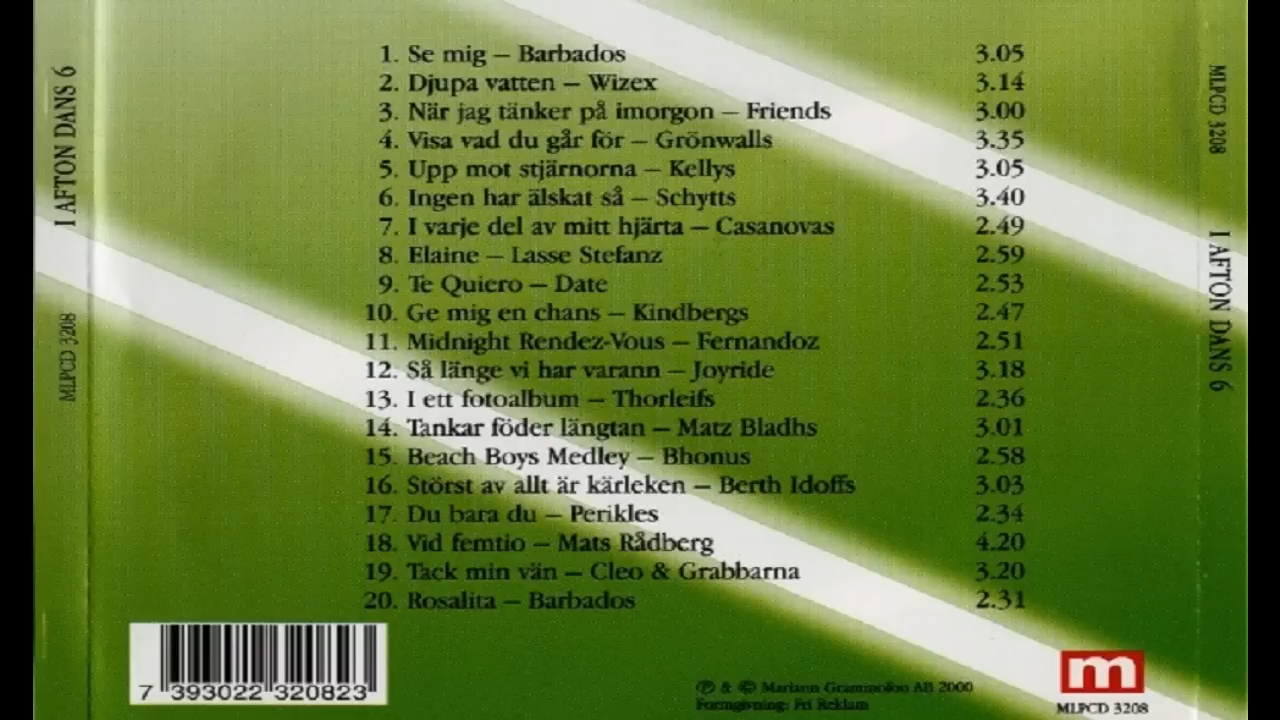 I AFTON DANS 6
MLPCD 3208
1. Se mig – Barbados 3.05
2. Djupa vatten – Wizex 3.14
3. När jag tänker på imorgon – Friends 3.00
4. Visa vad du går för – Grönwalls 3.35
5. Upp mot stjärnorna – Kellys 3.05
6. Ingen har älskat så – Schytts 3.40
7. I varje del av mitt hjärta – Casanovas 2.49
8. Elaine – Lasse Stefanz 2.59
9. Te Quiero – Date 2.53
10. Ge mig en chans – Kindbergs 2.47
11. Midnight Rendez-Vous – Fernandoz 2.51
12. Så länge vi har varann – Joyride 3.18
13. I ett fotoalbum – Thorleifs 2.36
14. Tankar föder längtan – Matz Bladhs 3.01
15. Beach Boys Medley – Bhonus 2.58
16. Störst av allt är kärleken – Berth Idoffs 3.03
17. Du bara du – Perikles 2.34
18. Vid femtio – Mats Rådberg 4.20
19. Tack min vän – Cleo & Grabbarna 3.20
20. Rosalita – Barbados 2.31
7 393022 320823
℗ & © Mariann Grammofon AB 2000
Formgivning: Fri Reklam
m
MLPCD 3208
MLPCD 3208
I AFTON DANS 6